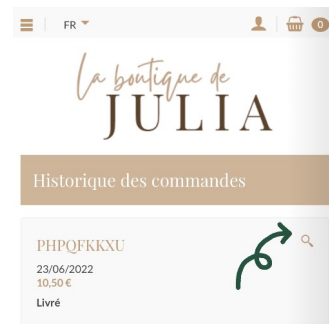 FR
0
la boutique de
JULIA
Historique des commandes
PHPQFKKXU
23/06/2022
10,50 €
Livré